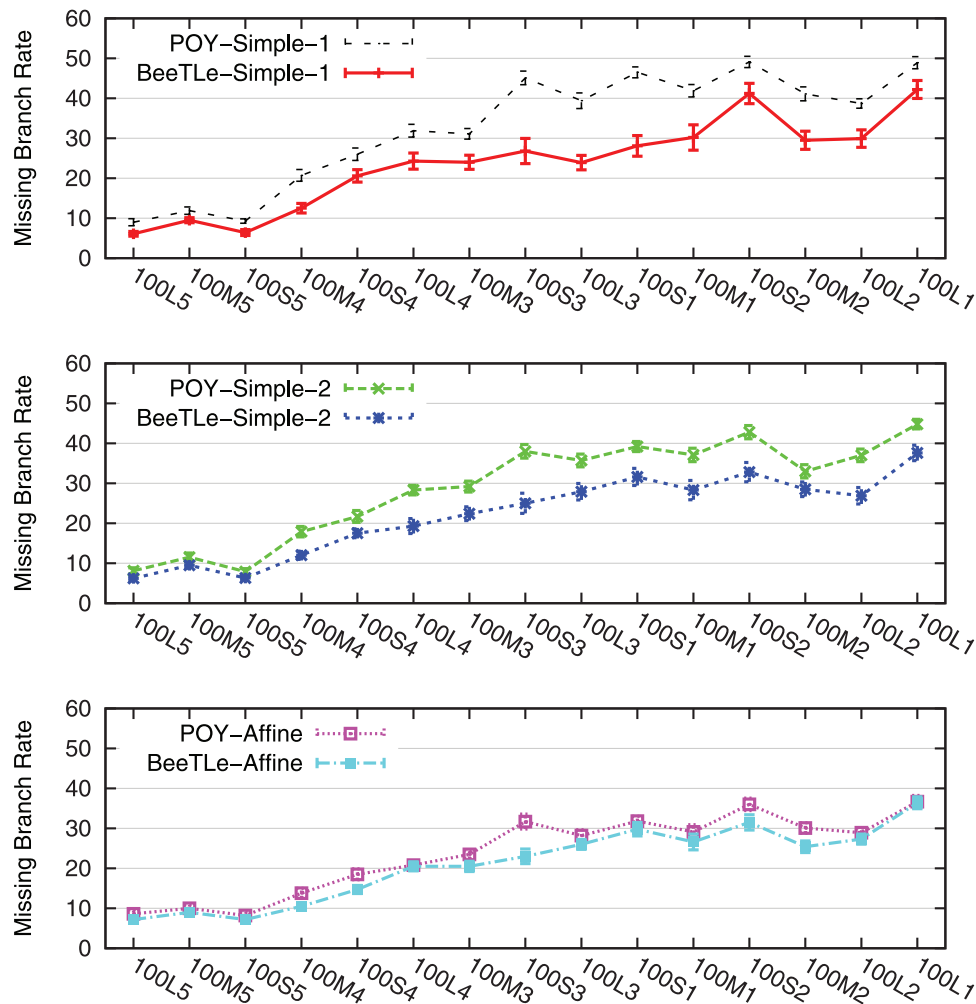 60
50
40
30
20
10
0
Missing Branch Rate
POY-Simple-1
BeeTLe-Simple-1
100L5 100M5 100S5 100M4 100S4 100L4 100M3 100S3 100L3 100S1 100M1 100S2 100M2 100L2 100L1
60
50
40
30
20
10
0
Missing Branch Rate
POY-Simple-2
BeeTLe-Simple-2
100L5 100M5 100S5 100M4 100S4 100L4 100M3 100S3 100L3 100S1 100M1 100S2 100M2 100L2 100L1
60
50
40
30
20
10
0
Missing Branch Rate
POY-Affine
BeeTLe-Affine
100L5 100M5 100S5 100M4 100S4 100L4 100M3 100S3 100L3 100S1 100M1 100S2 100M2 100L2 100L1